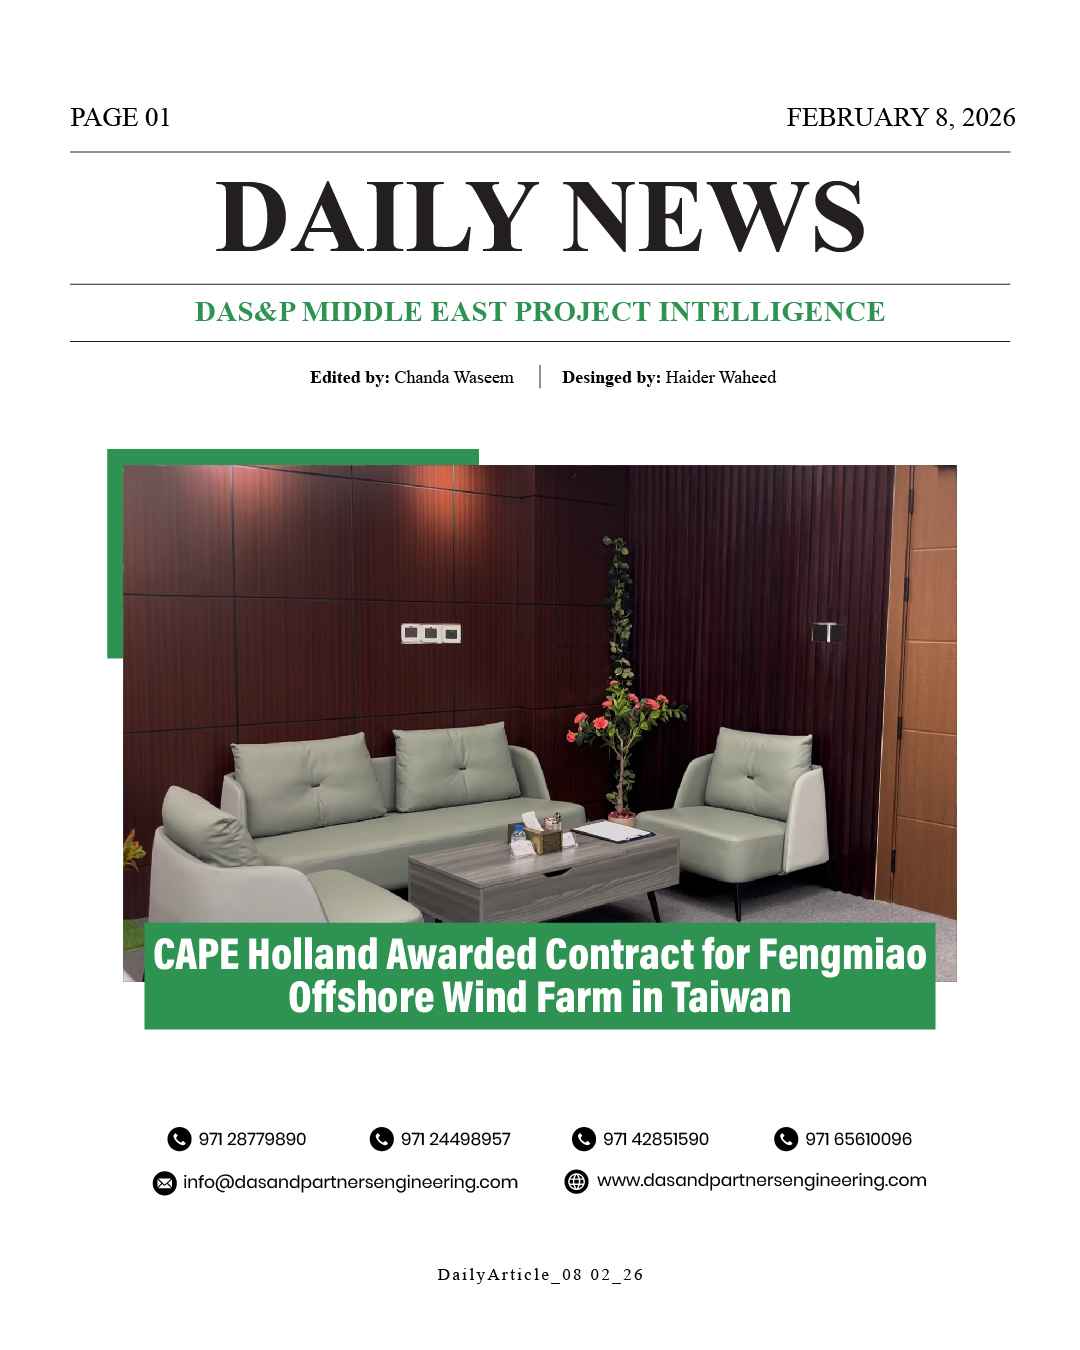 PAGE 01
FEBRUARY 8, 2026
DAILY NEWS
DAS&P MIDDLE EAST PROJECT INTELLIGENCE
Edited by: Chanda Waseem
Desinged by: Haider Waheed
CAPE Holland Awarded Contract for Fengmiao
Offshore Wind Farm in Taiwan
971 28779890
971 24498957
971 42851590
971 65610096
info@dasandpartnersengineering.com
www.dasandpartnersengineering.com
DailyArticle_08 02_26